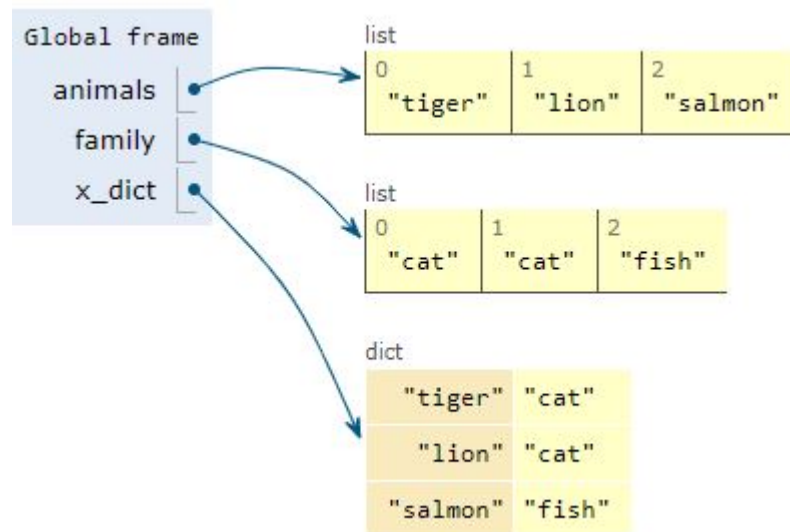 Global frame
animals
family
x_dict
list
0 1 2
"tiger" "lion" "salmon"
list
0 1 2
"cat" "cat" "fish"
dict
"tiger" "cat"
"lion" "cat"
"salmon" "fish"